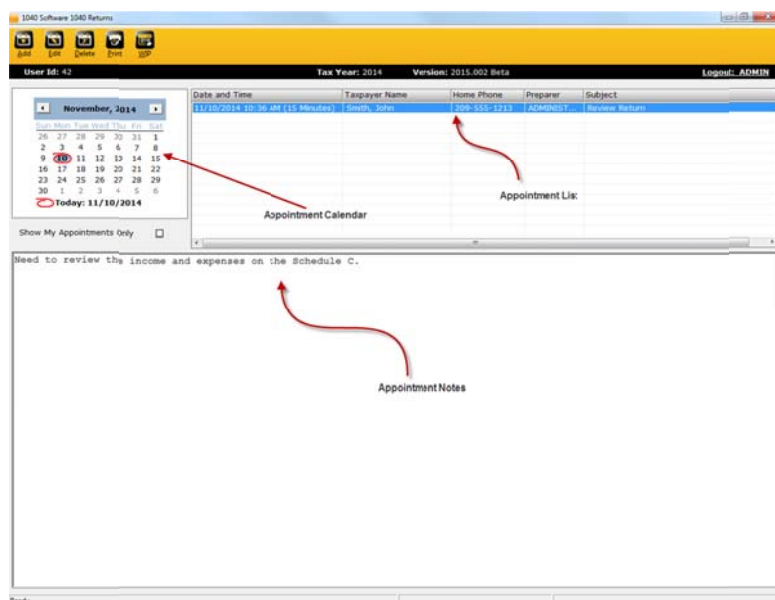 1040 Software 1040 Returns
Add Edit Delete Print WIP
User Id: 42 Tax Year: 2014 Version: 2015.002 Beta Logout: ADMIN
November, 2014
Sun Mon Tue Wed Thu Fri Sat
26 27 28 29 30 31 1
2 3 4 5 6 7 8
9 10 11 12 13 14 15
16 17 18 19 20 21 22
23 24 25 26 27 28 29
30 1 2 3 4 5 6
Today: 11/10/2014
Show My Appointments Only
Date and Time Taxpayer Name Home Phone Preparer Subject
11/10/2014 10:36 AM (15 Minutes) Smith, John 209-555-1213 ADMINIST... Review Return
Appointment Lis
Appointment Calendar
Need to review the income and expenses on the Schedule C.
Appointment Notes